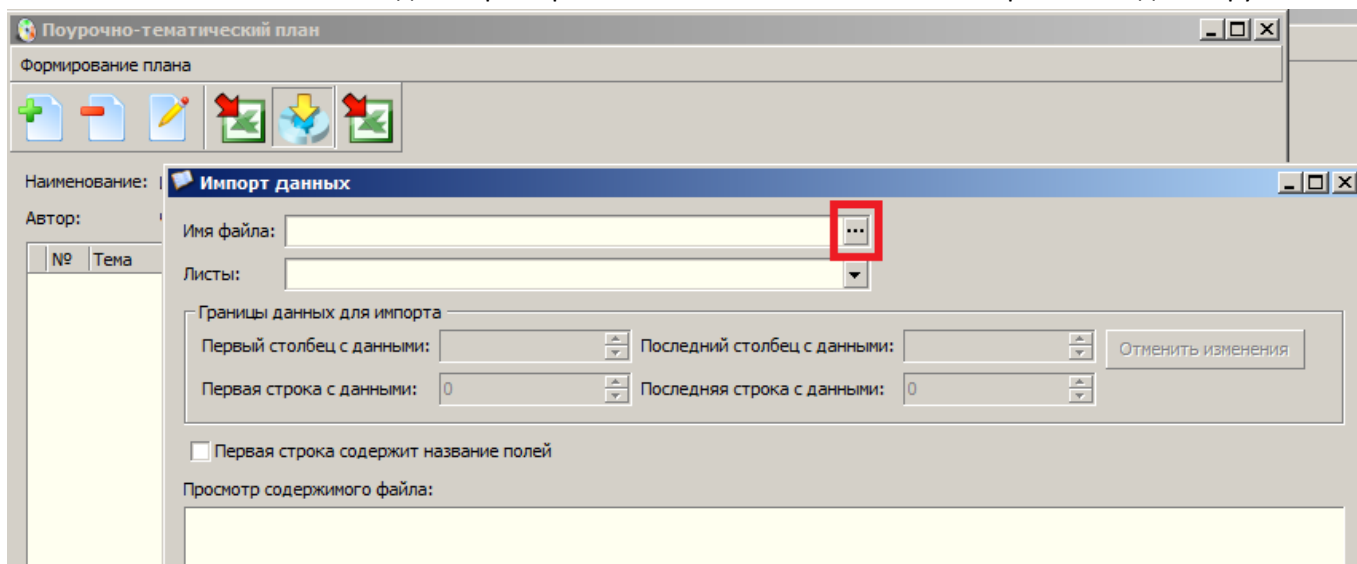 Поурочно-тематический план
Формирование плана
Наименование:
Импорт данных
Автор:
Имя файла: ...
№ Тема
Листы:
Границы данных для импорта
Первый столбец с данными: Последний столбец с данными: Отменить изменения
Первая строка с данными: 0 Последняя строка с данными: 0
Первая строка содержит название полей
Просмотр содержимого файла: